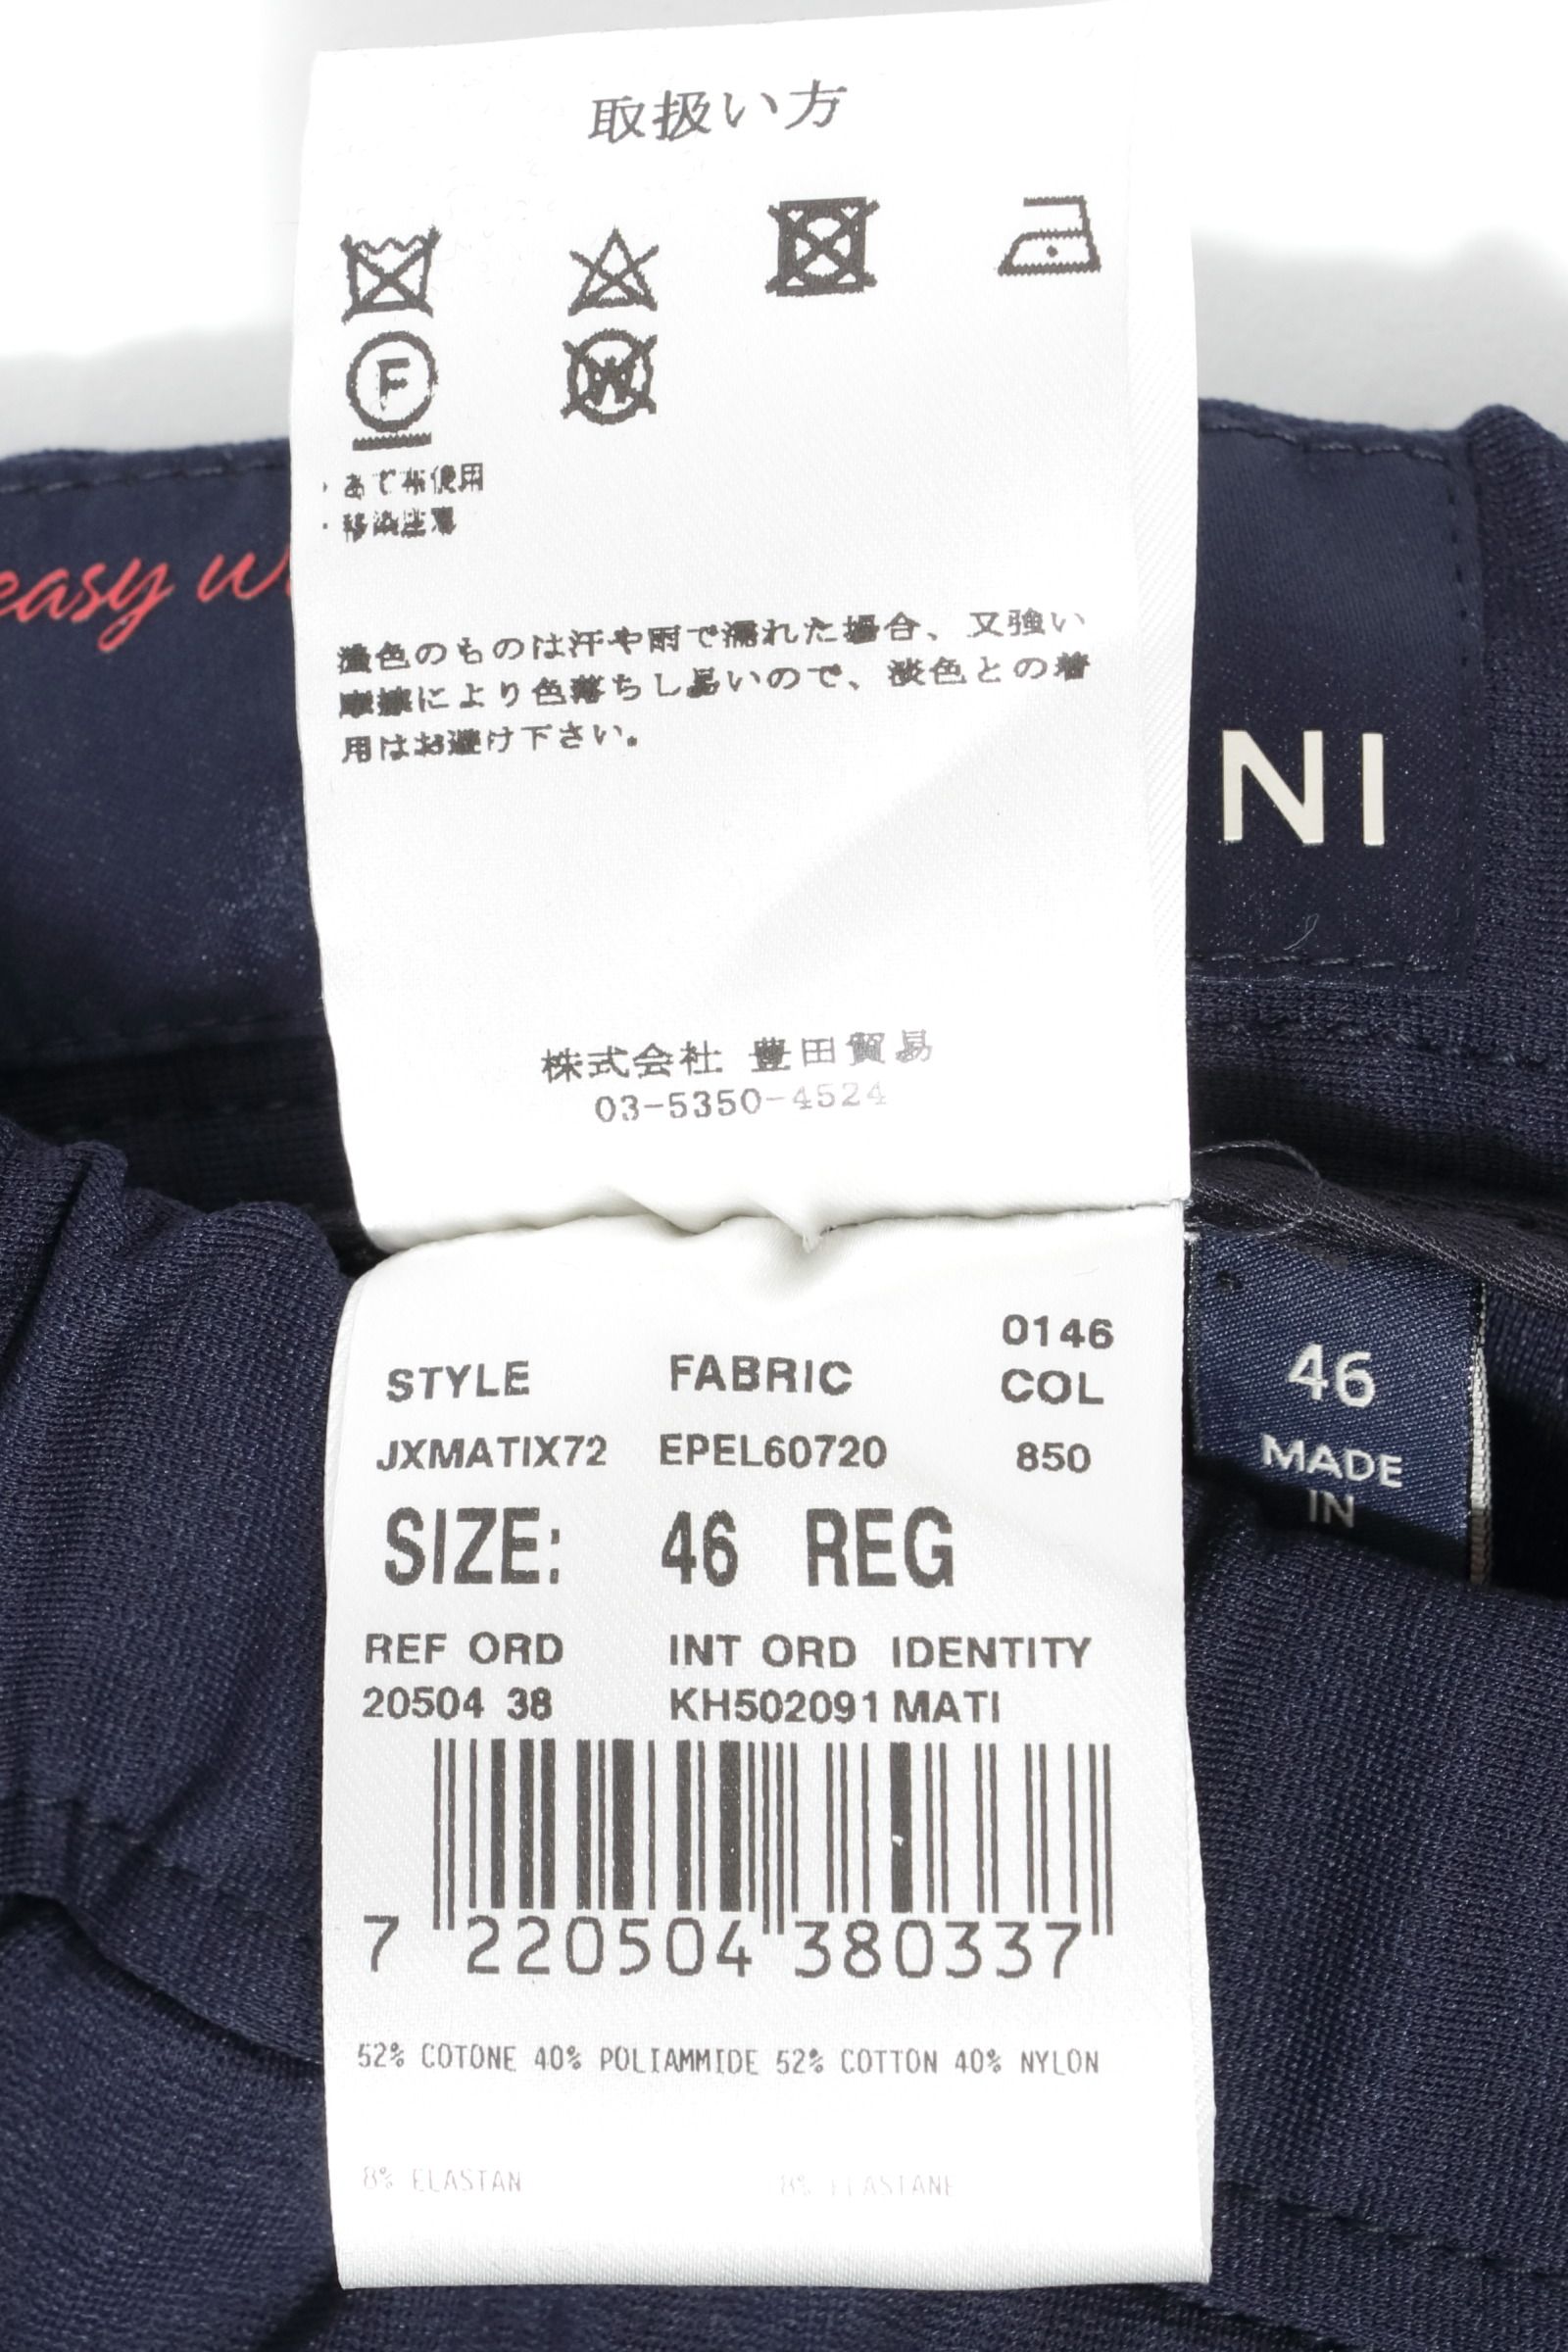 取扱い方
F
W
・あて布使用
・移染注意
easy
濃色のものは汗や雨で濡れた場合、又強い
摩擦により色落ちし易いので、淡色との着
用はお避け下さい。
NI
株式会社 豊田貿易
03-5350-4524
0146
STYLE FABRIC COL
JXMATIX72 EPEL60720 850
SIZE: 46 REG
REF ORD INT ORD IDENTITY
20504 38 KH502091 MATI
7 220504 380337
52% COTONE 40% POLIAMMIDE 52% COTTON 40% NYLON
8% ELASTAN 8% ELASTANE
46
MADE
IN